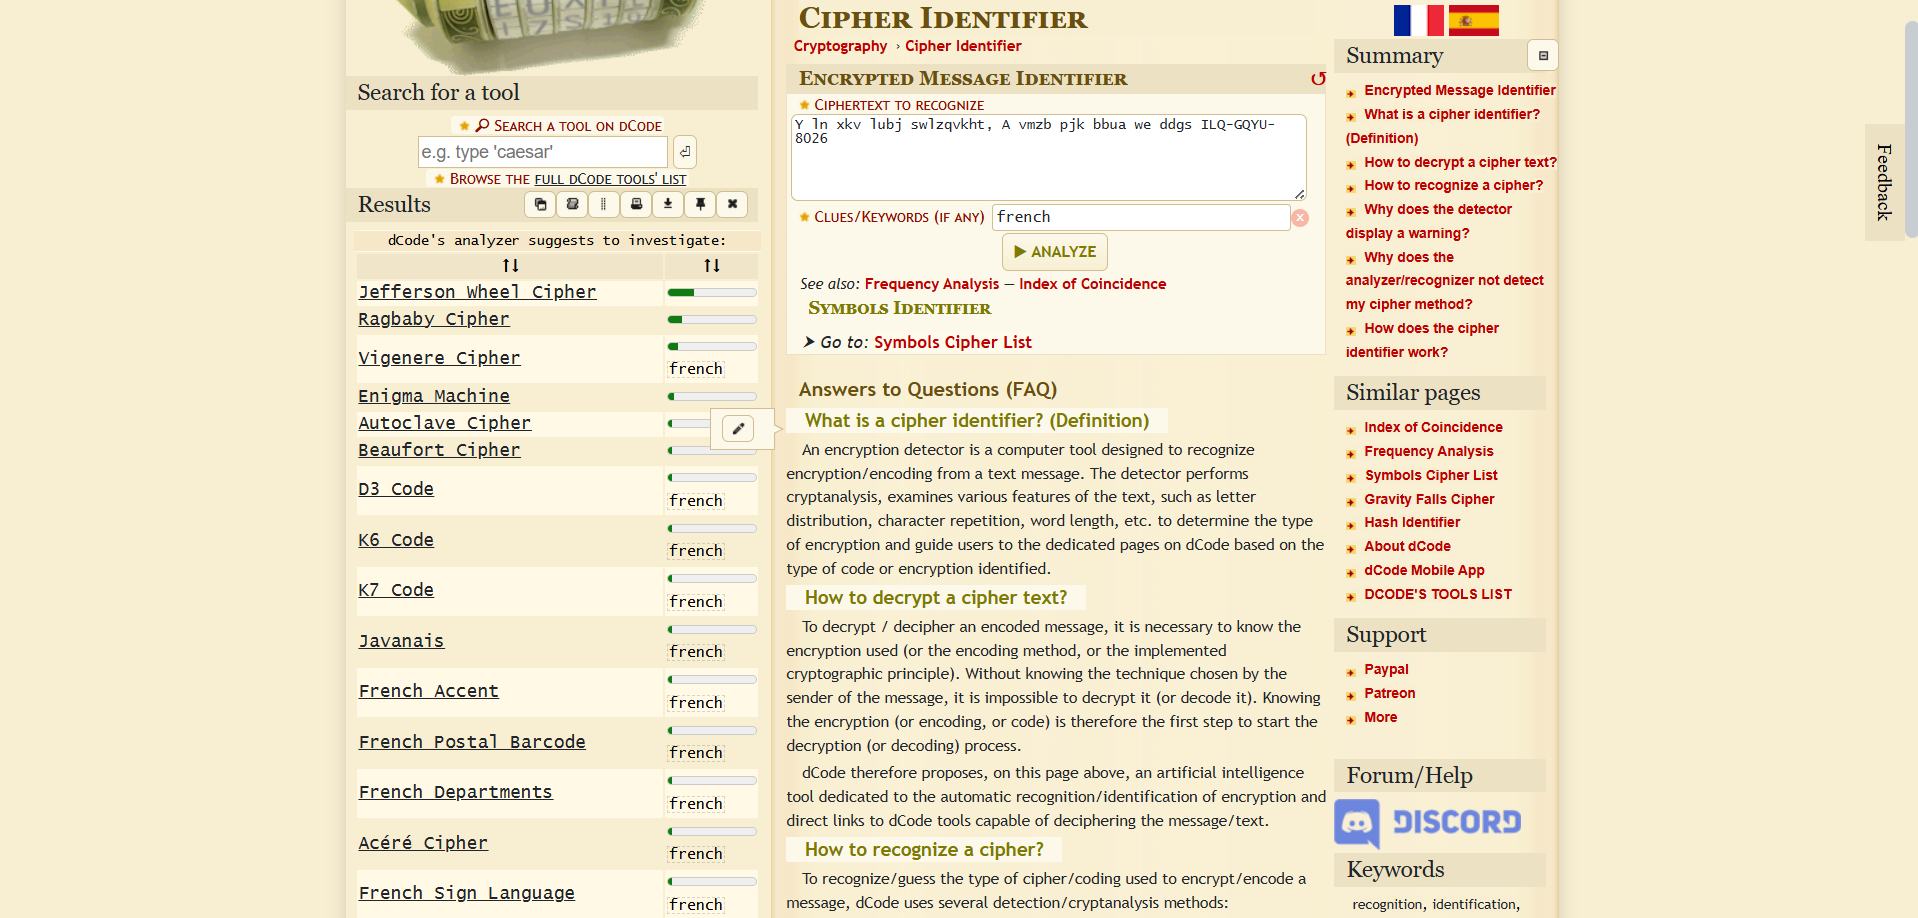 Search for a tool
Search a tool on dCode
e.g. type 'caesar'
Browse the full dCode tools' list
Results
dCode's analyzer suggests to investigate:
↑↓ ↑↓
Jefferson Wheel Cipher
Ragbaby Cipher
Vigenere Cipher
french
Enigma Machine
Autoclave Cipher
Beaufort Cipher
D3 Code
french
K6 Code
french
K7 Code
french
Javanais
french
French Accent
french
French Postal Barcode
french
French Departments
french
Acéré Cipher
french
French Sign Language
french
Cipher Identifier
Cryptography › Cipher Identifier
Encrypted Message Identifier
Ciphertext to recognize
Y ln xkv lubj swlzqvkht, A vmzb pjk bbua we ddgs ILQ-GQYU-
8026
Clues/Keywords (if any) french
▶ ANALYZE
See also: Frequency Analysis — Index of Coincidence
Symbols Identifier
➤ Go to: Symbols Cipher List
Answers to Questions (FAQ)
What is a cipher identifier? (Definition)
An encryption detector is a computer tool designed to recognize
encryption/encoding from a text message. The detector performs
cryptanalysis, examines various features of the text, such as letter
distribution, character repetition, word length, etc. to determine the type
of encryption and guide users to the dedicated pages on dCode based on the
type of code or encryption identified.
How to decrypt a cipher text?
To decrypt / decipher an encoded message, it is necessary to know the
encryption used (or the encoding method, or the implemented
cryptographic principle). Without knowing the technique chosen by the
sender of the message, it is impossible to decrypt it (or decode it). Knowing
the encryption (or encoding, or code) is therefore the first step to start the
decryption (or decoding) process.
dCode therefore proposes, on this page above, an artificial intelligence
tool dedicated to the automatic recognition/identification of encryption and
direct links to dCode tools capable of deciphering the message/text.
How to recognize a cipher?
To recognize/guess the type of cipher/coding used to encrypt/encode a
message, dCode uses several detection/cryptanalysis methods:
Summary
Encrypted Message Identifier
What is a cipher identifier?
(Definition)
How to decrypt a cipher text?
How to recognize a cipher?
Why does the detector
display a warning?
Why does the
analyzer/recognizer not detect
my cipher method?
How does the cipher
identifier work?
Similar pages
Index of Coincidence
Frequency Analysis
Symbols Cipher List
Gravity Falls Cipher
Hash Identifier
About dCode
dCode Mobile App
DCODE'S TOOLS LIST
Support
Paypal
Patreon
More
Forum/Help
DISCORD
Keywords
recognition, identification,
Feedback